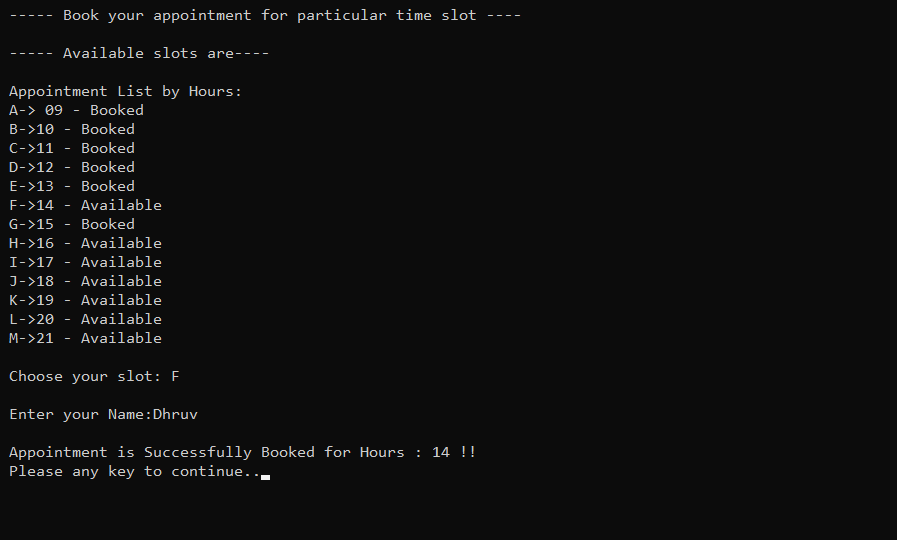 ----- Book your appointment for particular time slot ----
----- Available slots are----
Appointment List by Hours:
A-> 09 - Booked
B->10 - Booked
C->11 - Booked
D->12 - Booked
E->13 - Booked
F->14 - Available
G->15 - Booked
H->16 - Available
I->17 - Available
J->18 - Available
K->19 - Available
L->20 - Available
M->21 - Available
Choose your slot: F
Enter your Name:Dhruv
Appointment is Successfully Booked for Hours : 14 !!
Please any key to continue..